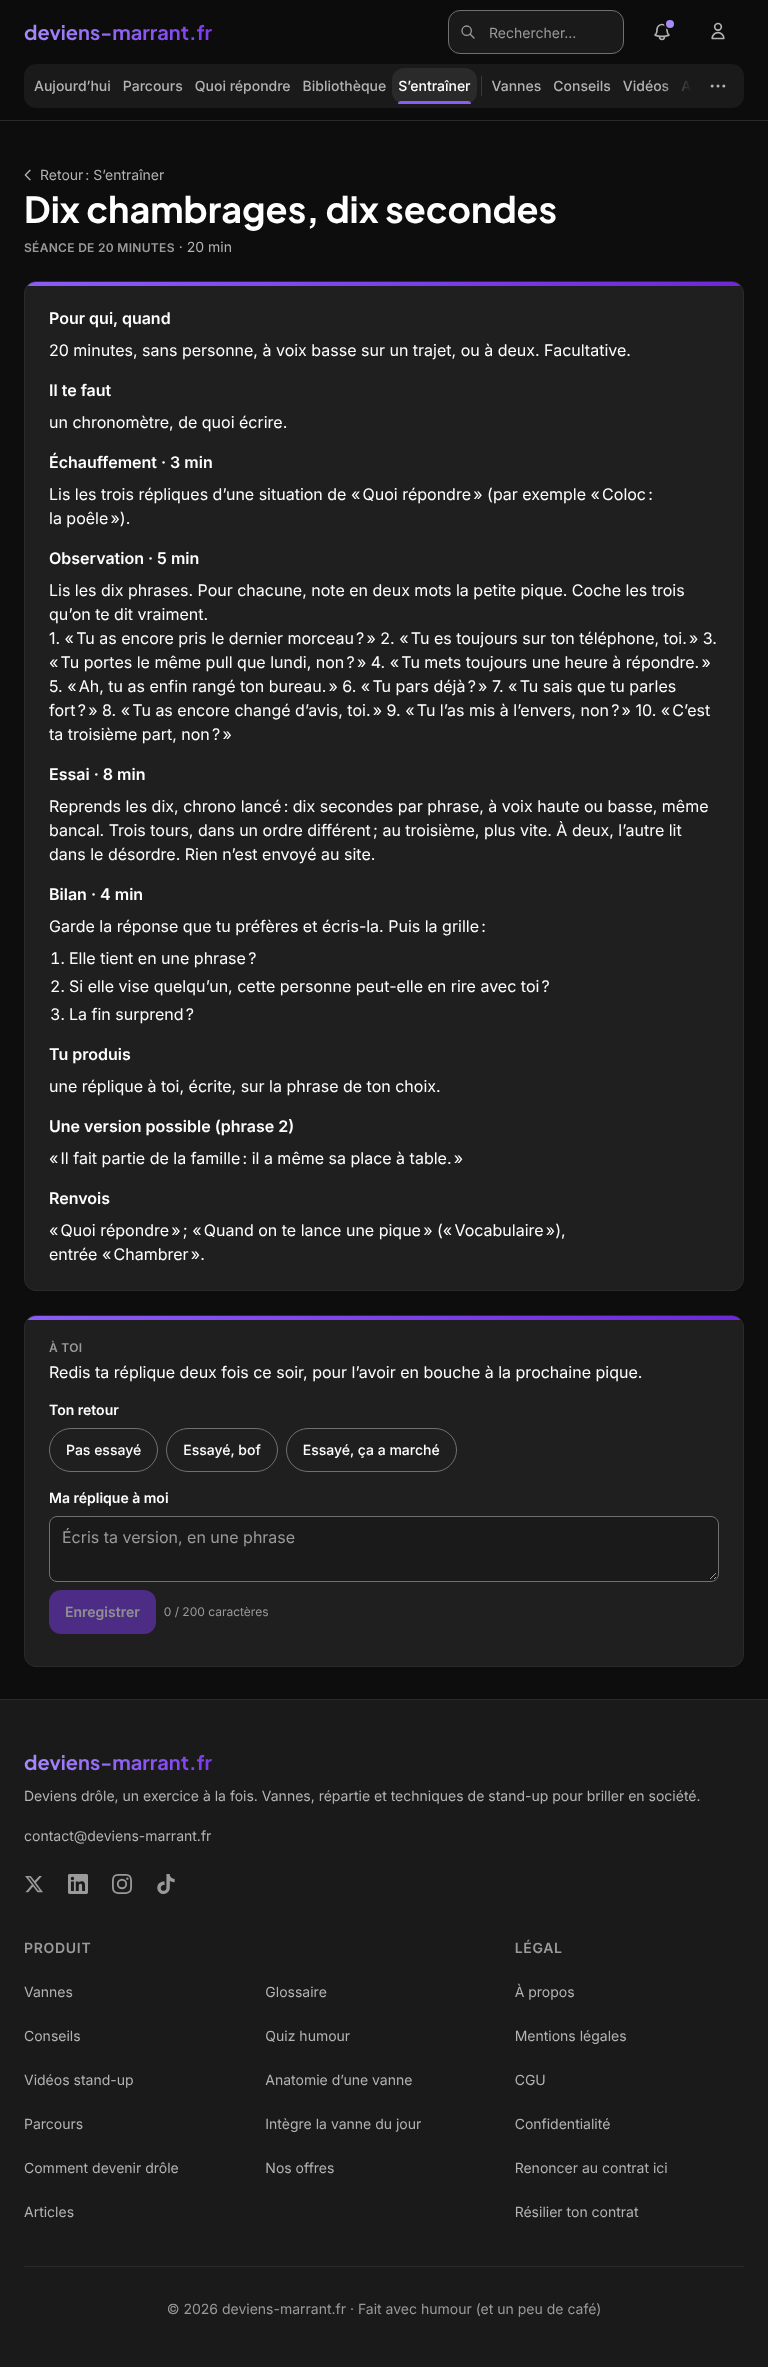 deviens-marrant.fr
Rechercher...
Aujourd’hui Parcours Quoi répondre Bibliothèque S’entraîner Vannes Conseils Vidéos
Retour : S’entraîner
Dix chambrages, dix secondes
SÉANCE DE 20 MINUTES · 20 min
Pour qui, quand
20 minutes, sans personne, à voix basse sur un trajet, ou à deux. Facultative.
Il te faut
un chronomètre, de quoi écrire.
Échauffement · 3 min
Lis les trois répliques d’une situation de « Quoi répondre » (par exemple « Coloc :
la poêle »).
Observation · 5 min
Lis les dix phrases. Pour chacune, note en deux mots la petite pique. Coche les trois
qu’on te dit vraiment.
1. « Tu as encore pris le dernier morceau ? » 2. « Tu es toujours sur ton téléphone, toi. » 3.
« Tu portes le même pull que lundi, non ? » 4. « Tu mets toujours une heure à répondre. »
5. « Ah, tu as enfin rangé ton bureau. » 6. « Tu pars déjà ? » 7. « Tu sais que tu parles
fort ? » 8. « Tu as encore changé d’avis, toi. » 9. « Tu l’as mis à l’envers, non ? » 10. « C’est
ta troisième part, non ? »
Essai · 8 min
Reprends les dix, chrono lancé : dix secondes par phrase, à voix haute ou basse, même
bancal. Trois tours, dans un ordre différent ; au troisième, plus vite. À deux, l’autre lit
dans le désordre. Rien n’est envoyé au site.
Bilan · 4 min
Garde la réponse que tu préfères et écris-la. Puis la grille :
1. Elle tient en une phrase ?
2. Si elle vise quelqu’un, cette personne peut-elle en rire avec toi ?
3. La fin surprend ?
Tu produis
une réplique à toi, écrite, sur la phrase de ton choix.
Une version possible (phrase 2)
« Il fait partie de la famille : il a même sa place à table. »
Renvois
« Quoi répondre » ; « Quand on te lance une pique » (« Vocabulaire »),
entrée « Chambrer ».
À TOI
Redis ta réplique deux fois ce soir, pour l’avoir en bouche à la prochaine pique.
Ton retour
Pas essayé Essayé, bof Essayé, ça a marché
Ma réplique à moi
Écris ta version, en une phrase
Enregistrer 0 / 200 caractères
deviens-marrant.fr
Deviens drôle, un exercice à la fois. Vannes, répartie et techniques de stand-up pour briller en société.
contact@deviens-marrant.fr
PRODUIT LÉGAL
Vannes Glossaire À propos
Conseils Quiz humour Mentions légales
Vidéos stand-up Anatomie d’une vanne CGU
Parcours Intègre la vanne du jour Confidentialité
Comment devenir drôle Nos offres Renoncer au contrat ici
Articles Résilier ton contrat
© 2026 deviens-marrant.fr · Fait avec humour (et un peu de café)